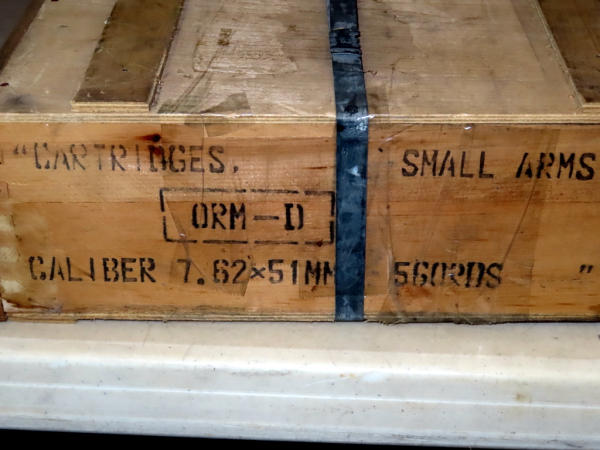 "CARTRIDGES, SMALL ARMS
ORM-D
CALIBER 7.62×51MM 560RDS "